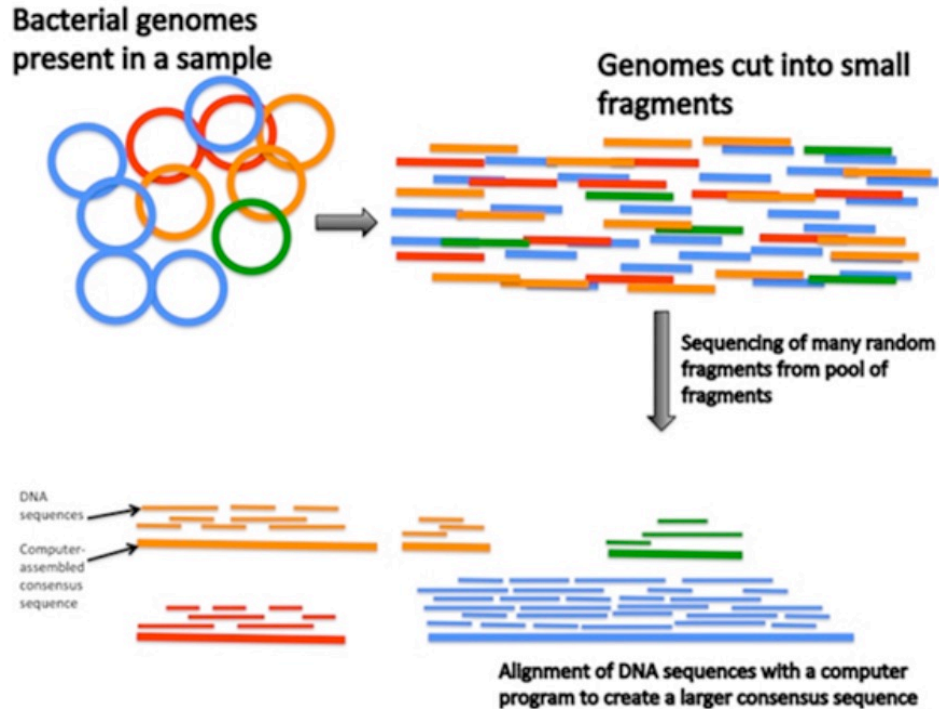 Bacterial genomes
present in a sample
Genomes cut into small
fragments
Sequencing of many random
fragments from pool of
fragments
DNA
sequences
Computer-
assembled
consensus
sequence
Alignment of DNA sequences with a computer
program to create a larger consensus sequence